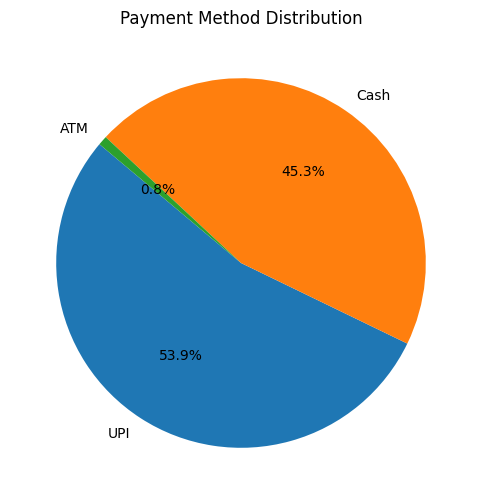 Payment Method Distribution
Cash
ATM
45.3%
0.8%
53.9%
UPI